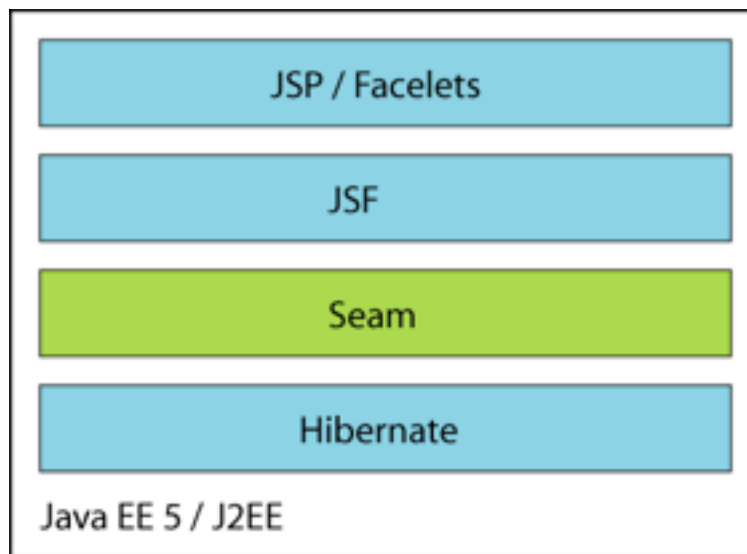 JSP / Facelets
JSF
Seam
Hibernate
Java EE 5 / J2EE